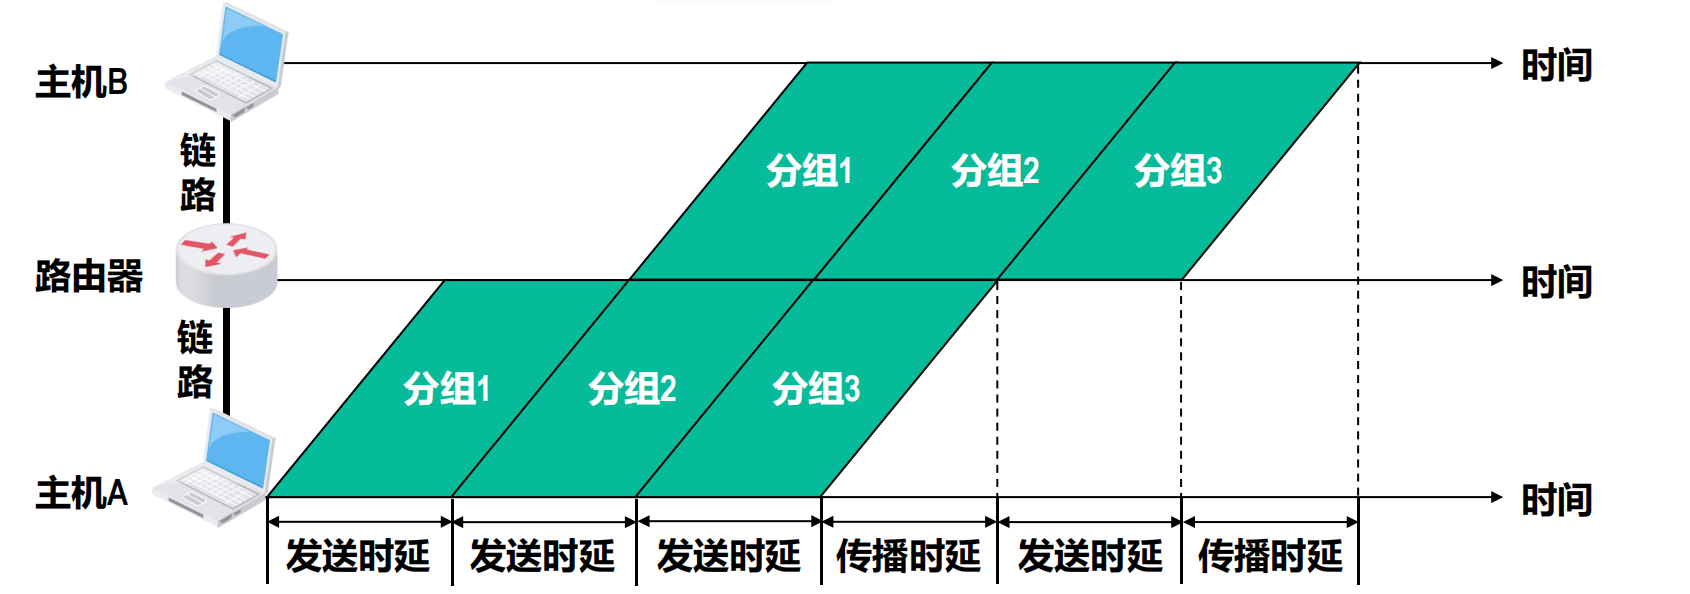 主机B
时间
链路
分组1
分组2
分组3
路由器
时间
链路
分组1
分组2
分组3
主机A
时间
发送时延
发送时延
发送时延
传播时延
发送时延
传播时延